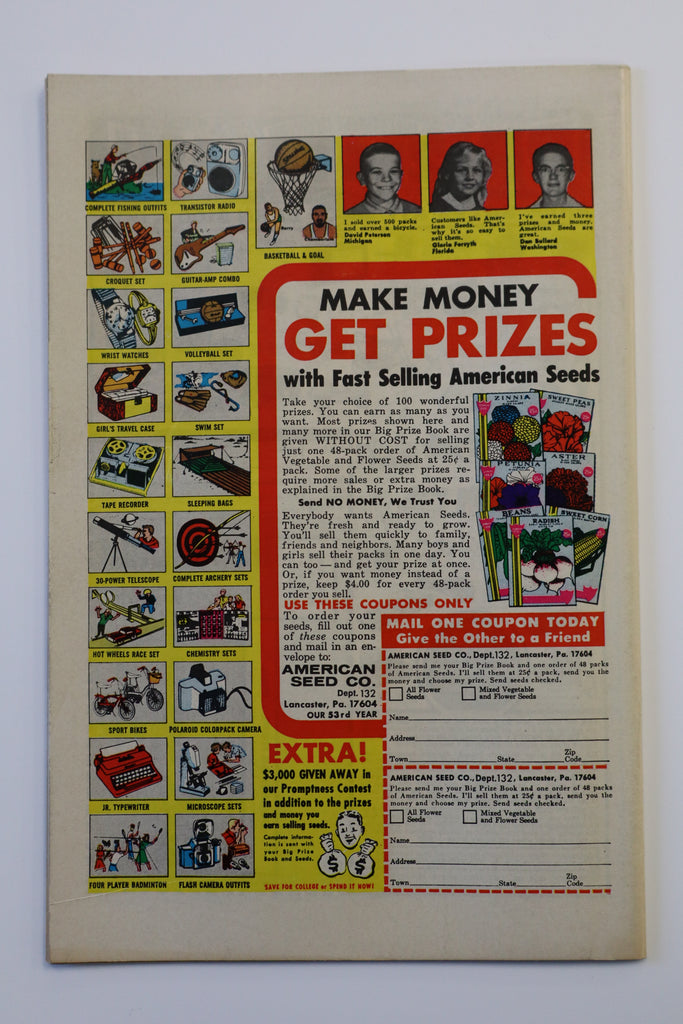 COMPLETE FISHING OUTFITS
TRANSISTOR RADIO
BASKETBALL & GOAL
I sold over 500 packs
and earned a bicycle.
David Peterson
Michigan
Customers like Amer-
ican Seeds. That's
why it's so easy to
sell them.
Gloria Forsyth
Florida
I've earned three
prizes and money.
American Seeds are
great.
Don Ballard
Washington
CROQUET SET
GUITAR-AMP COMBO
WRIST WATCHES
VOLLEYBALL SET
GIRL'S TRAVEL CASE
SWIM SET
TAPE RECORDER
SLEEPING BAGS
30-POWER TELESCOPE
COMPLETE ARCHERY SETS
HOT WHEELS RACE SET
CHEMISTRY SETS
SPORT BIKES
POLAROID COLORPACK CAMERA
JR. TYPEWRITER
MICROSCOPE SETS
FOUR PLAYER BADMINTON
FLASH CAMERA OUTFITS
MAKE MONEY
GET PRIZES
with Fast Selling American Seeds
Take your choice of 100 wonderful
prizes. You can earn as many as you
want. Most prizes shown here and
many more in our Big Prize Book are
given WITHOUT COST for selling
just one 48-pack order of American
Vegetable and Flower Seeds at 25¢ a
pack. Some of the larger prizes re-
quire more sales or extra money as
explained in the Big Prize Book.
Send NO MONEY, We Trust You
Everybody wants American Seeds.
They're fresh and ready to grow.
You'll sell them quickly to family,
friends and neighbors. Many boys and
girls sell their packs in one day. You
can too — and get your prize at once.
Or, if you want money instead of a
prize, keep $4.00 for every 48-pack
order you sell.
ZINNIA
SWEET PEAS
PETUNIA
ASTER
BEANS
RADISH
SWEET CORN
USE THESE COUPONS ONLY
To order your
seeds, fill out one
of these coupons
and mail in an en-
velope to:
AMERICAN
SEED CO.
Dept. 132
Lancaster, Pa. 17604
OUR 53rd YEAR
EXTRA!
$3,000 GIVEN AWAY in
our Promptness Contest
in addition to the prizes
and money you
earn selling seeds.
Complete informa-
tion is sent with
your Big Prize
Book and Seeds.
$ $
SAVE FOR COLLEGE or SPEND IT NOW!
MAIL ONE COUPON TODAY
Give the Other to a Friend
AMERICAN SEED CO., Dept. 132, Lancaster, Pa. 17604
Please send me your Big Prize Book and one order of 48 packs
of American Seeds. I'll sell them at 25¢ a pack, send you the
money and choose my prize. Send seeds checked.
All Flower
Seeds
Mixed Vegetable
and Flower Seeds
Name
Address
Town State Zip Code
AMERICAN SEED CO., Dept. 132, Lancaster, Pa. 17604
Please send me your Big Prize Book and one order of 48 packs
of American Seeds. I'll sell them at 25¢ a pack, send you the
money and choose my prize. Send seeds checked.
All Flower
Seeds
Mixed Vegetable
and Flower Seeds
Name
Address
Town State Zip Code